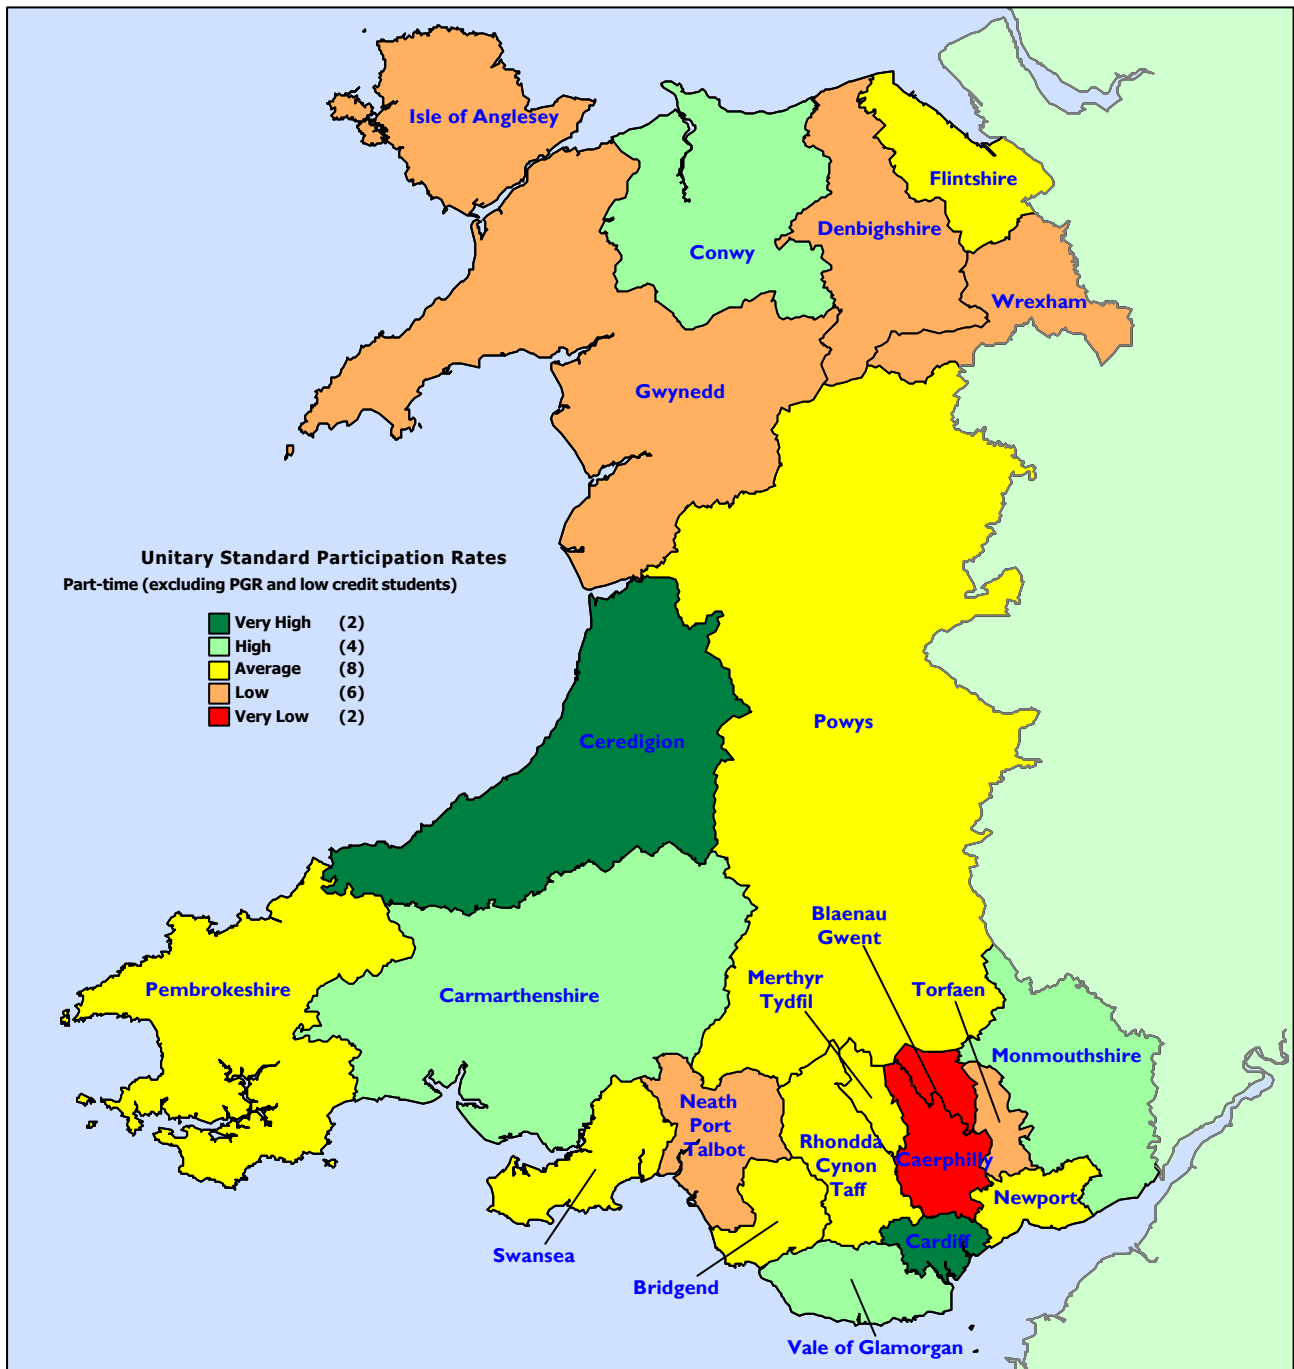 Isle of Anglesey
Flintshire
Denbighshire
Conwy
Wrexham
Gwynedd
Unitary Standard Participation Rates
Part-time (excluding PGR and low credit students)
Very High (2)
High (4)
Average (8)
Low (6)
Very Low (2)
Powys
Ceredigion
Blaenau
Gwent
Merthyr
Tydfil
Torfaen
Pembrokeshire
Carmarthenshire
Monmouthshire
Neath
Port
Talbot
Rhondda
Cynon
Taff
Caerphilly
Newport
Cardiff
Swansea
Bridgend
Vale of Glamorgan